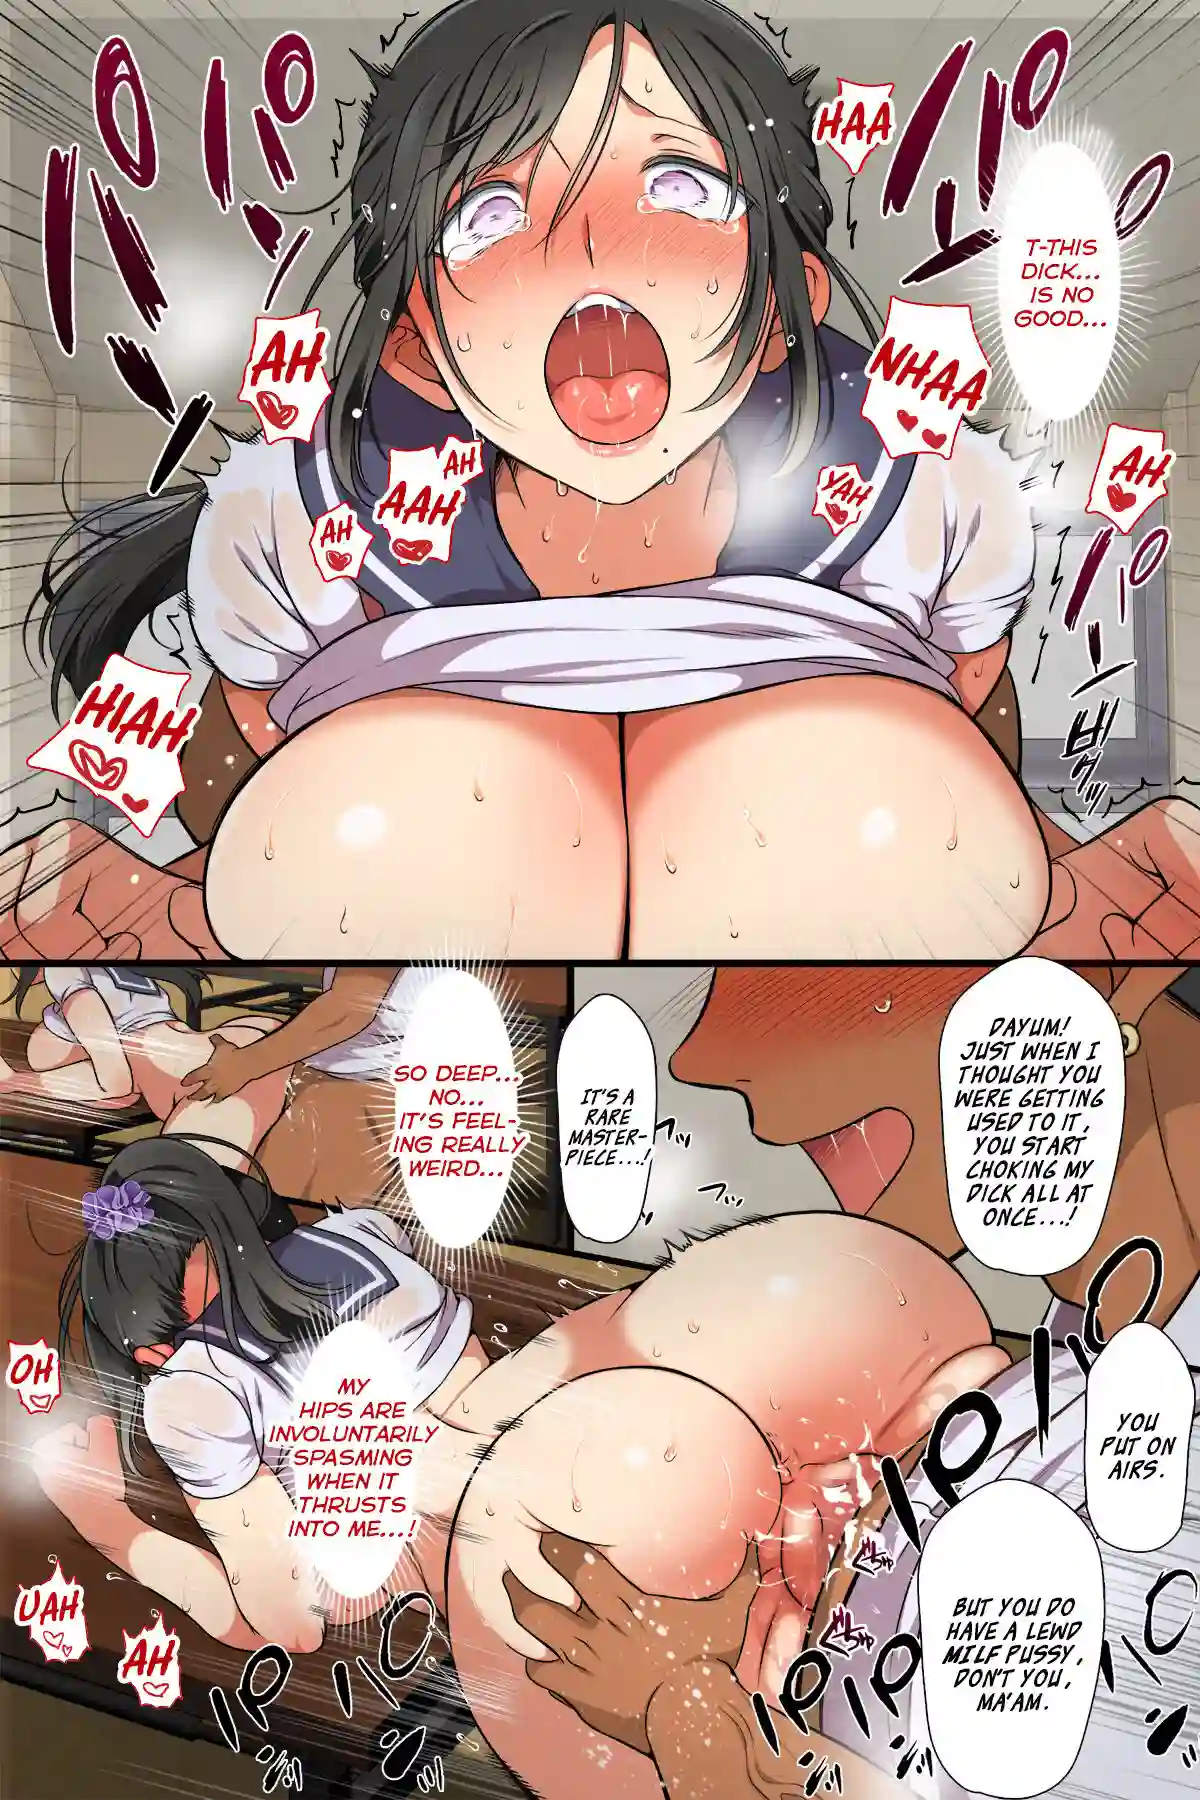 パパ
パパ
HAA
T-THIS
DICK...
IS NO
GOOD...
AH
NHAA
AH
AAH
AH
YAH
AH
パ
HIAH
SO DEEP...
NO...
IT'S FEEL-
ING REALLY
WEIRD...
IT'S A
RARE
MASTER-
PIECE...!
DAYUM!
JUST WHEN I
THOUGHT YOU
WERE GETTING
USED TO IT,
YOU START
CHOKING MY
DICK ALL AT
ONCE...!
OH
MY
HIPS ARE
INVOLUNTARILY
SPASMING
WHEN IT
THRUSTS
INTO ME...!
YOU
PUT ON
AIRS.
UAH
AH
BUT YOU DO
HAVE A LEWD
MILF PUSSY,
DON'T YOU,
MA'AM.